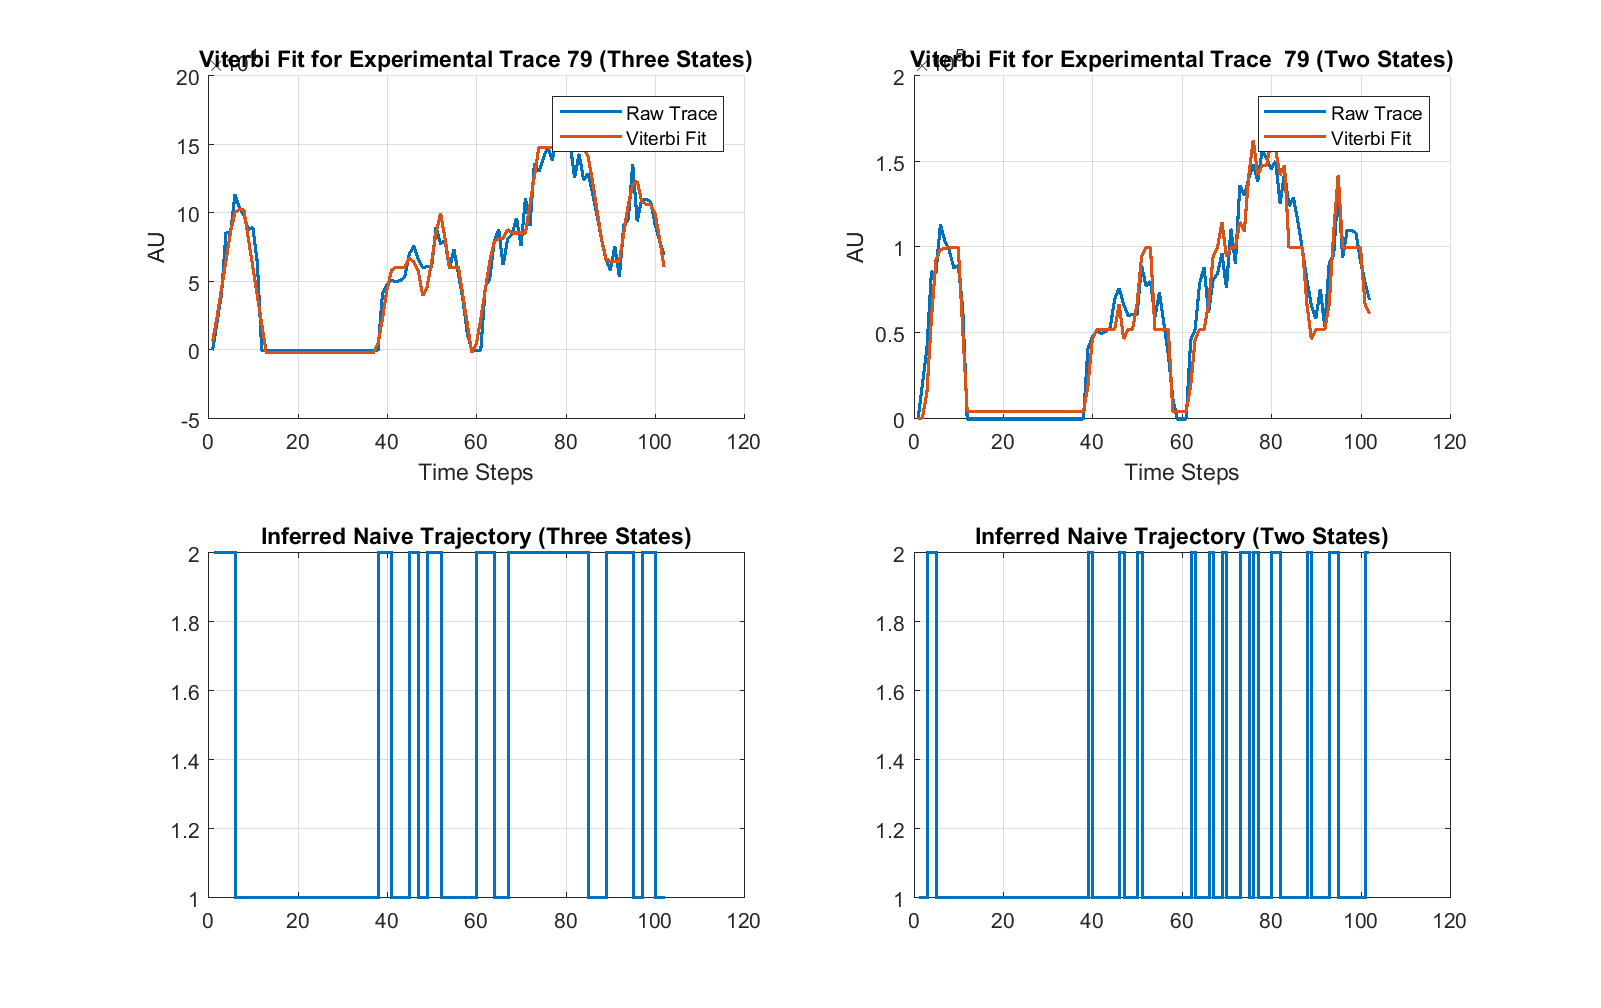 Viterbi Fit for Experimental Trace 79 (Three States)
20
15
10
5
0
-5
AU
Raw Trace
Viterbi Fit
0 20 40 60 80 100 120
Time Steps
Viterbi Fit for Experimental Trace 79 (Two States)
×10^5
2
1.5
1
0.5
0
AU
Raw Trace
Viterbi Fit
0 20 40 60 80 100 120
Time Steps
Inferred Naive Trajectory (Three States)
2
1.8
1.6
1.4
1.2
1
0 20 40 60 80 100 120
Inferred Naive Trajectory (Two States)
2
1.8
1.6
1.4
1.2
1
0 20 40 60 80 100 120